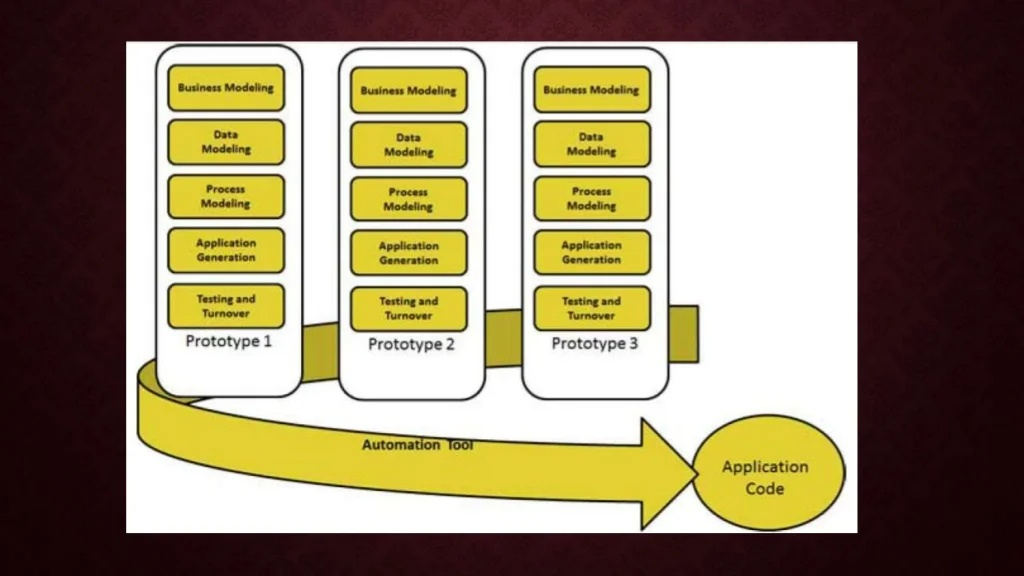 Business Modeling
Data
Modeling
Process
Modeling
Application
Generation
Testing and
Turnover
Prototype 1
Business Modeling
Data
Modeling
Process
Modeling
Application
Generation
Testing and
Turnover
Prototype 2
Business Modeling
Data
Modeling
Process
Modeling
Application
Generation
Testing and
Turnover
Prototype 3
Automation Tool
Application
Code